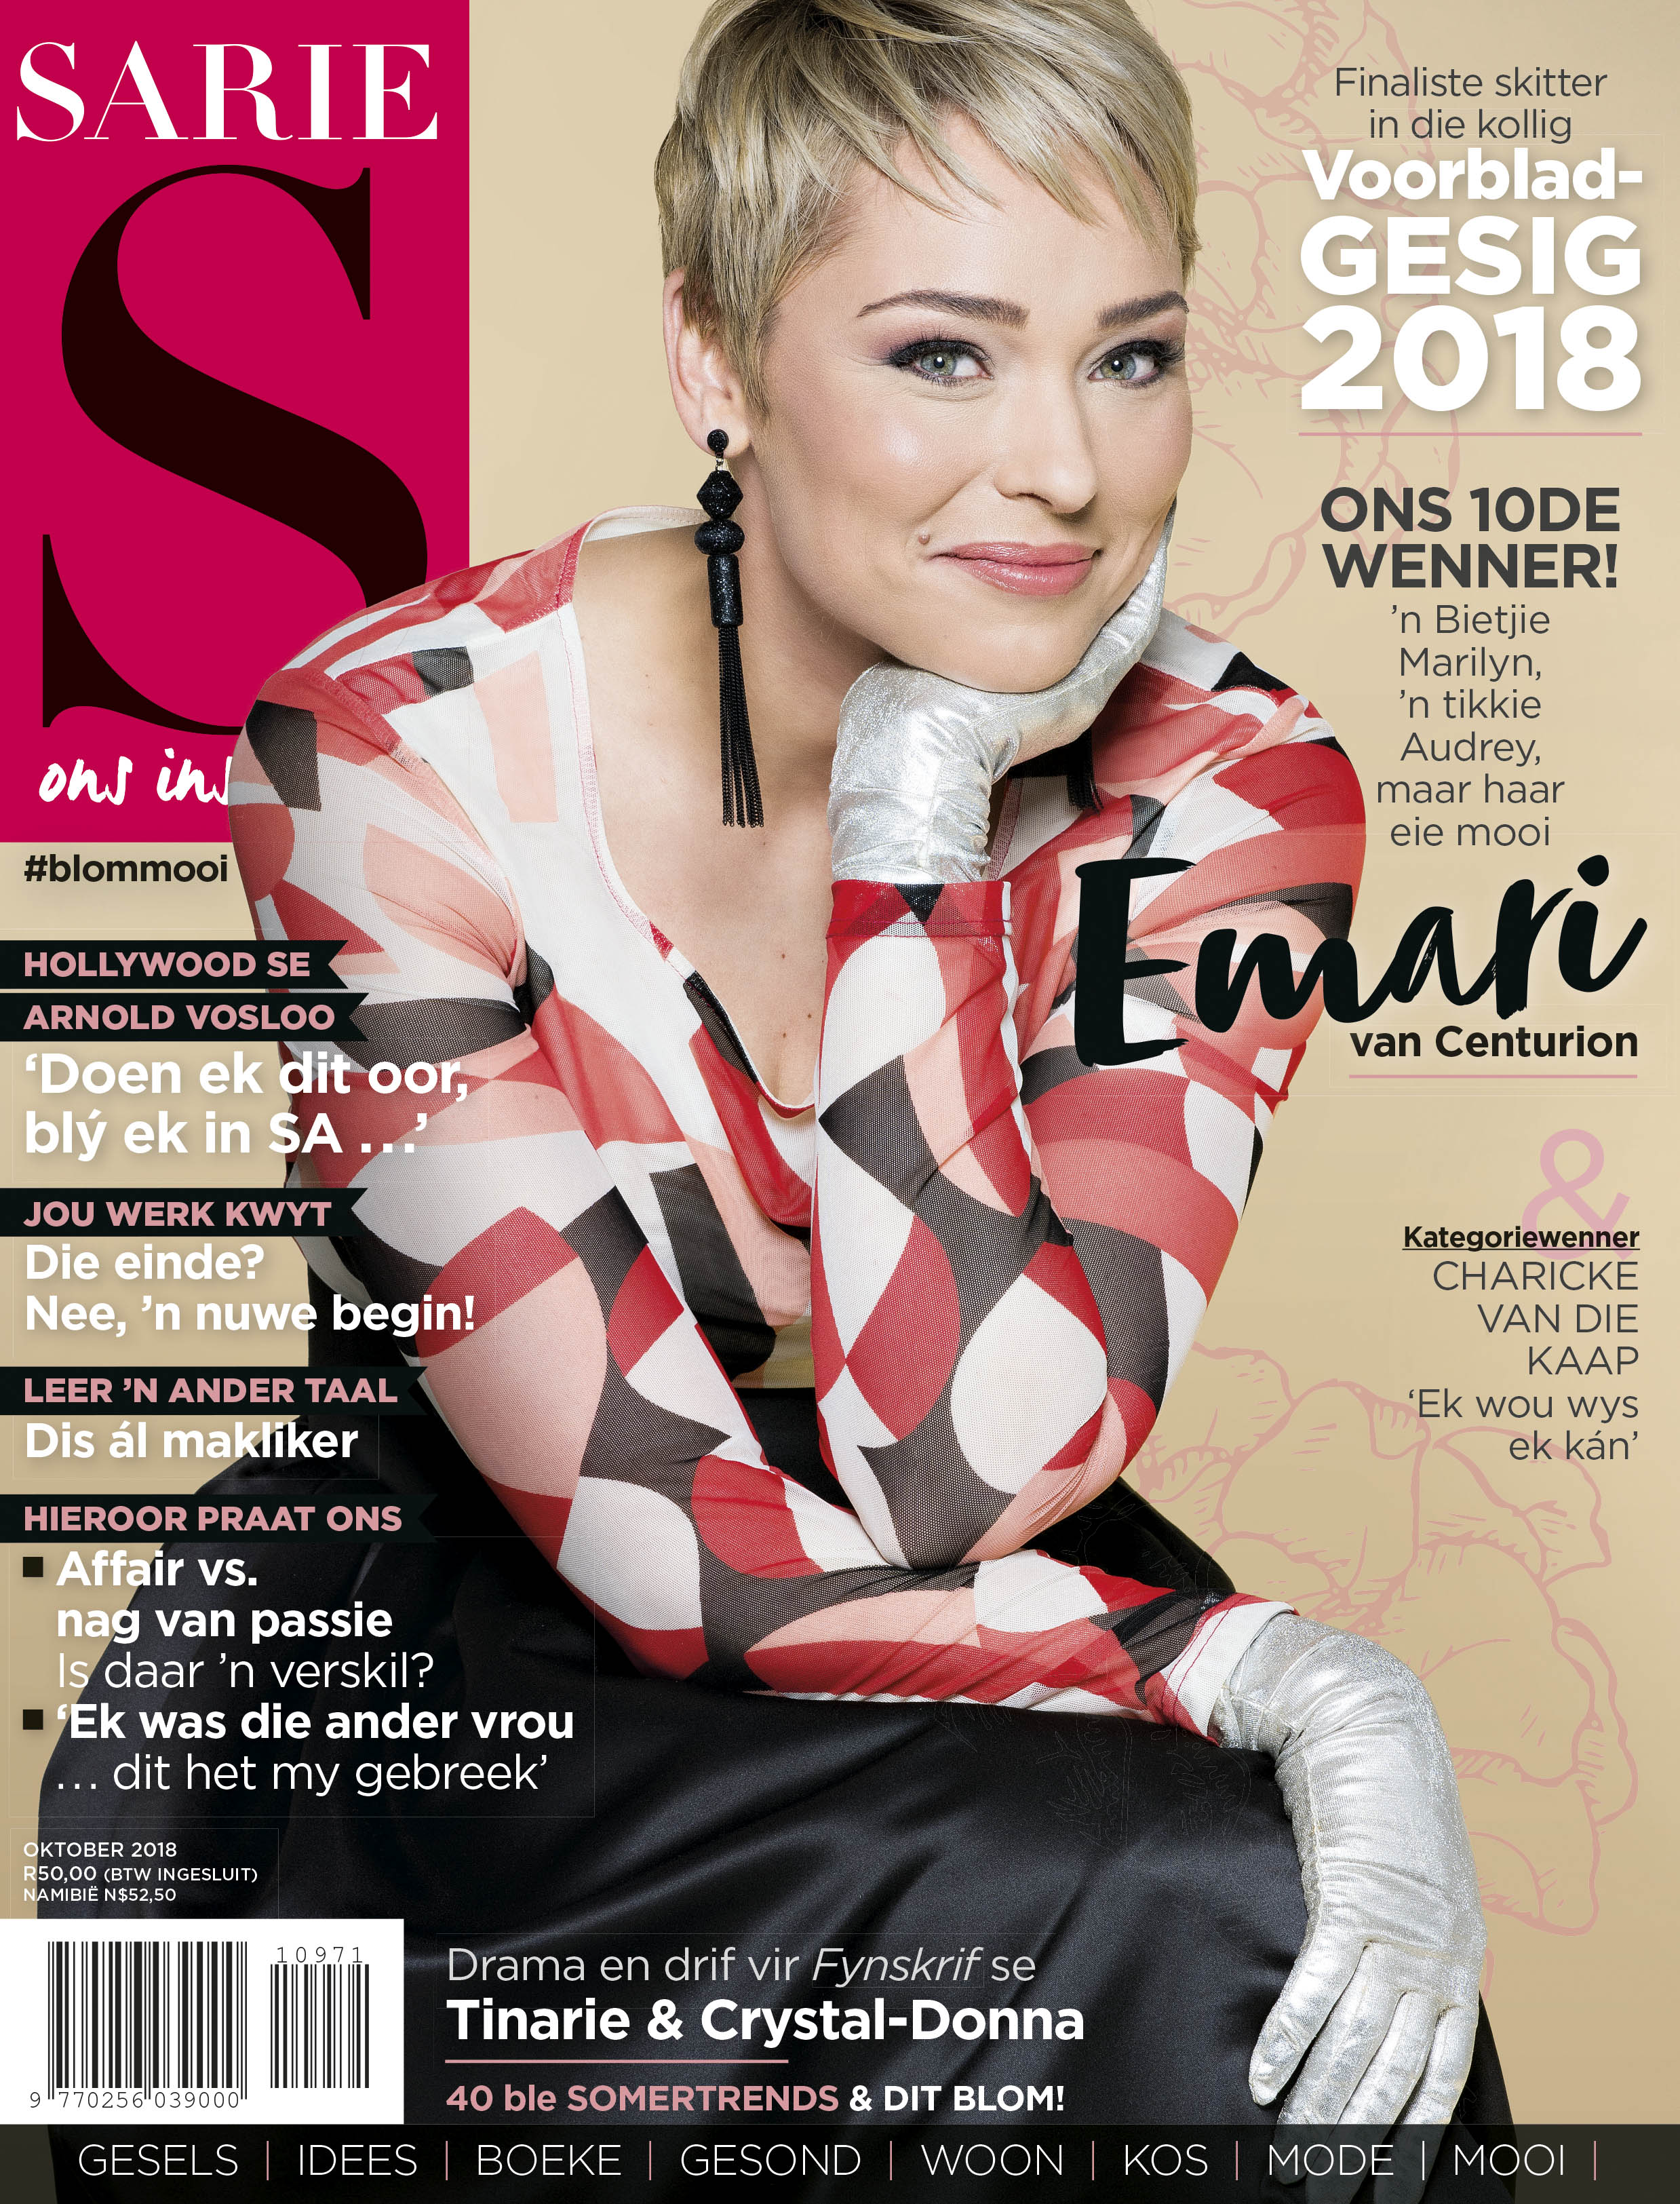 SARIE
S
ons ins
#blommooi
HOLLYWOOD SE
ARNOLD VOSLOO
‘Doen ek dit oor,
blý ek in SA ...’
JOU WERK KWYT
Die einde?
Nee, ’n nuwe begin!
LEER ’N ANDER TAAL
Dis ál makliker
HIEROOR PRAAT ONS
■ Affair vs.
nag van passie
Is daar ’n verskil?
■ ‘Ek was die ander vrou
... dit het my gebreek’
OKTOBER 2018
R50,00 (BTW INGESLUIT)
NAMIBIË N$52,50
10971
9 770256 039000
Finaliste skitter
in die kollig
Voorblad-
GESIG
2018
ONS 10DE
WENNER!
’n Bietjie
Marilyn,
’n tikkie
Audrey,
maar haar
eie mooi
Emari
van Centurion
&
Kategoriewenner
CHARICKE
VAN DIE
KAAP
‘Ek wou wys
ek kán’
Drama en drif vir Fynskrif se
Tinarie & Crystal-Donna
40 ble SOMERTRENDS & DIT BLOM!
GESELS | IDEES | BOEKE | GESOND | WOON | KOS | MODE | MOOI |